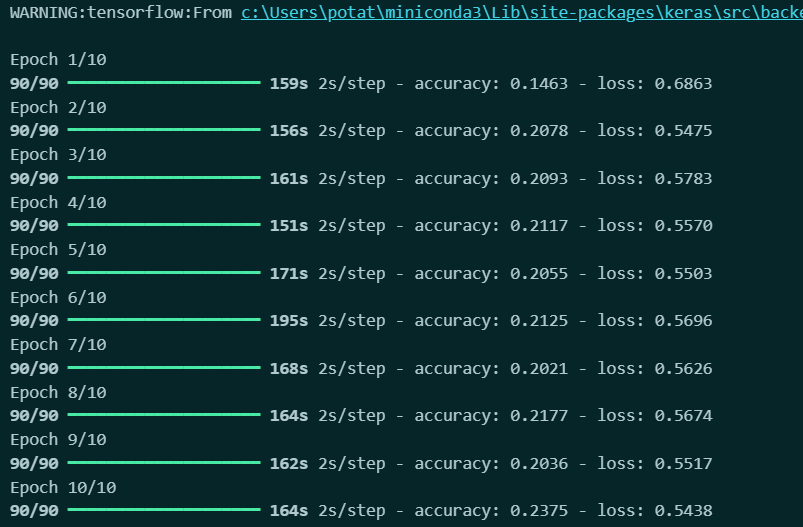 WARNING:tensorflow:From c:\Users\potat\miniconda3\Lib\site-packages\keras\src\backe
Epoch 1/10
90/90 ━━━━━━━━━━━━━━━━━━━━ 159s 2s/step - accuracy: 0.1463 - loss: 0.6863
Epoch 2/10
90/90 ━━━━━━━━━━━━━━━━━━━━ 156s 2s/step - accuracy: 0.2078 - loss: 0.5475
Epoch 3/10
90/90 ━━━━━━━━━━━━━━━━━━━━ 161s 2s/step - accuracy: 0.2093 - loss: 0.5783
Epoch 4/10
90/90 ━━━━━━━━━━━━━━━━━━━━ 151s 2s/step - accuracy: 0.2117 - loss: 0.5570
Epoch 5/10
90/90 ━━━━━━━━━━━━━━━━━━━━ 171s 2s/step - accuracy: 0.2055 - loss: 0.5503
Epoch 6/10
90/90 ━━━━━━━━━━━━━━━━━━━━ 195s 2s/step - accuracy: 0.2125 - loss: 0.5696
Epoch 7/10
90/90 ━━━━━━━━━━━━━━━━━━━━ 168s 2s/step - accuracy: 0.2021 - loss: 0.5626
Epoch 8/10
90/90 ━━━━━━━━━━━━━━━━━━━━ 164s 2s/step - accuracy: 0.2177 - loss: 0.5674
Epoch 9/10
90/90 ━━━━━━━━━━━━━━━━━━━━ 162s 2s/step - accuracy: 0.2036 - loss: 0.5517
Epoch 10/10
90/90 ━━━━━━━━━━━━━━━━━━━━ 164s 2s/step - accuracy: 0.2375 - loss: 0.5438